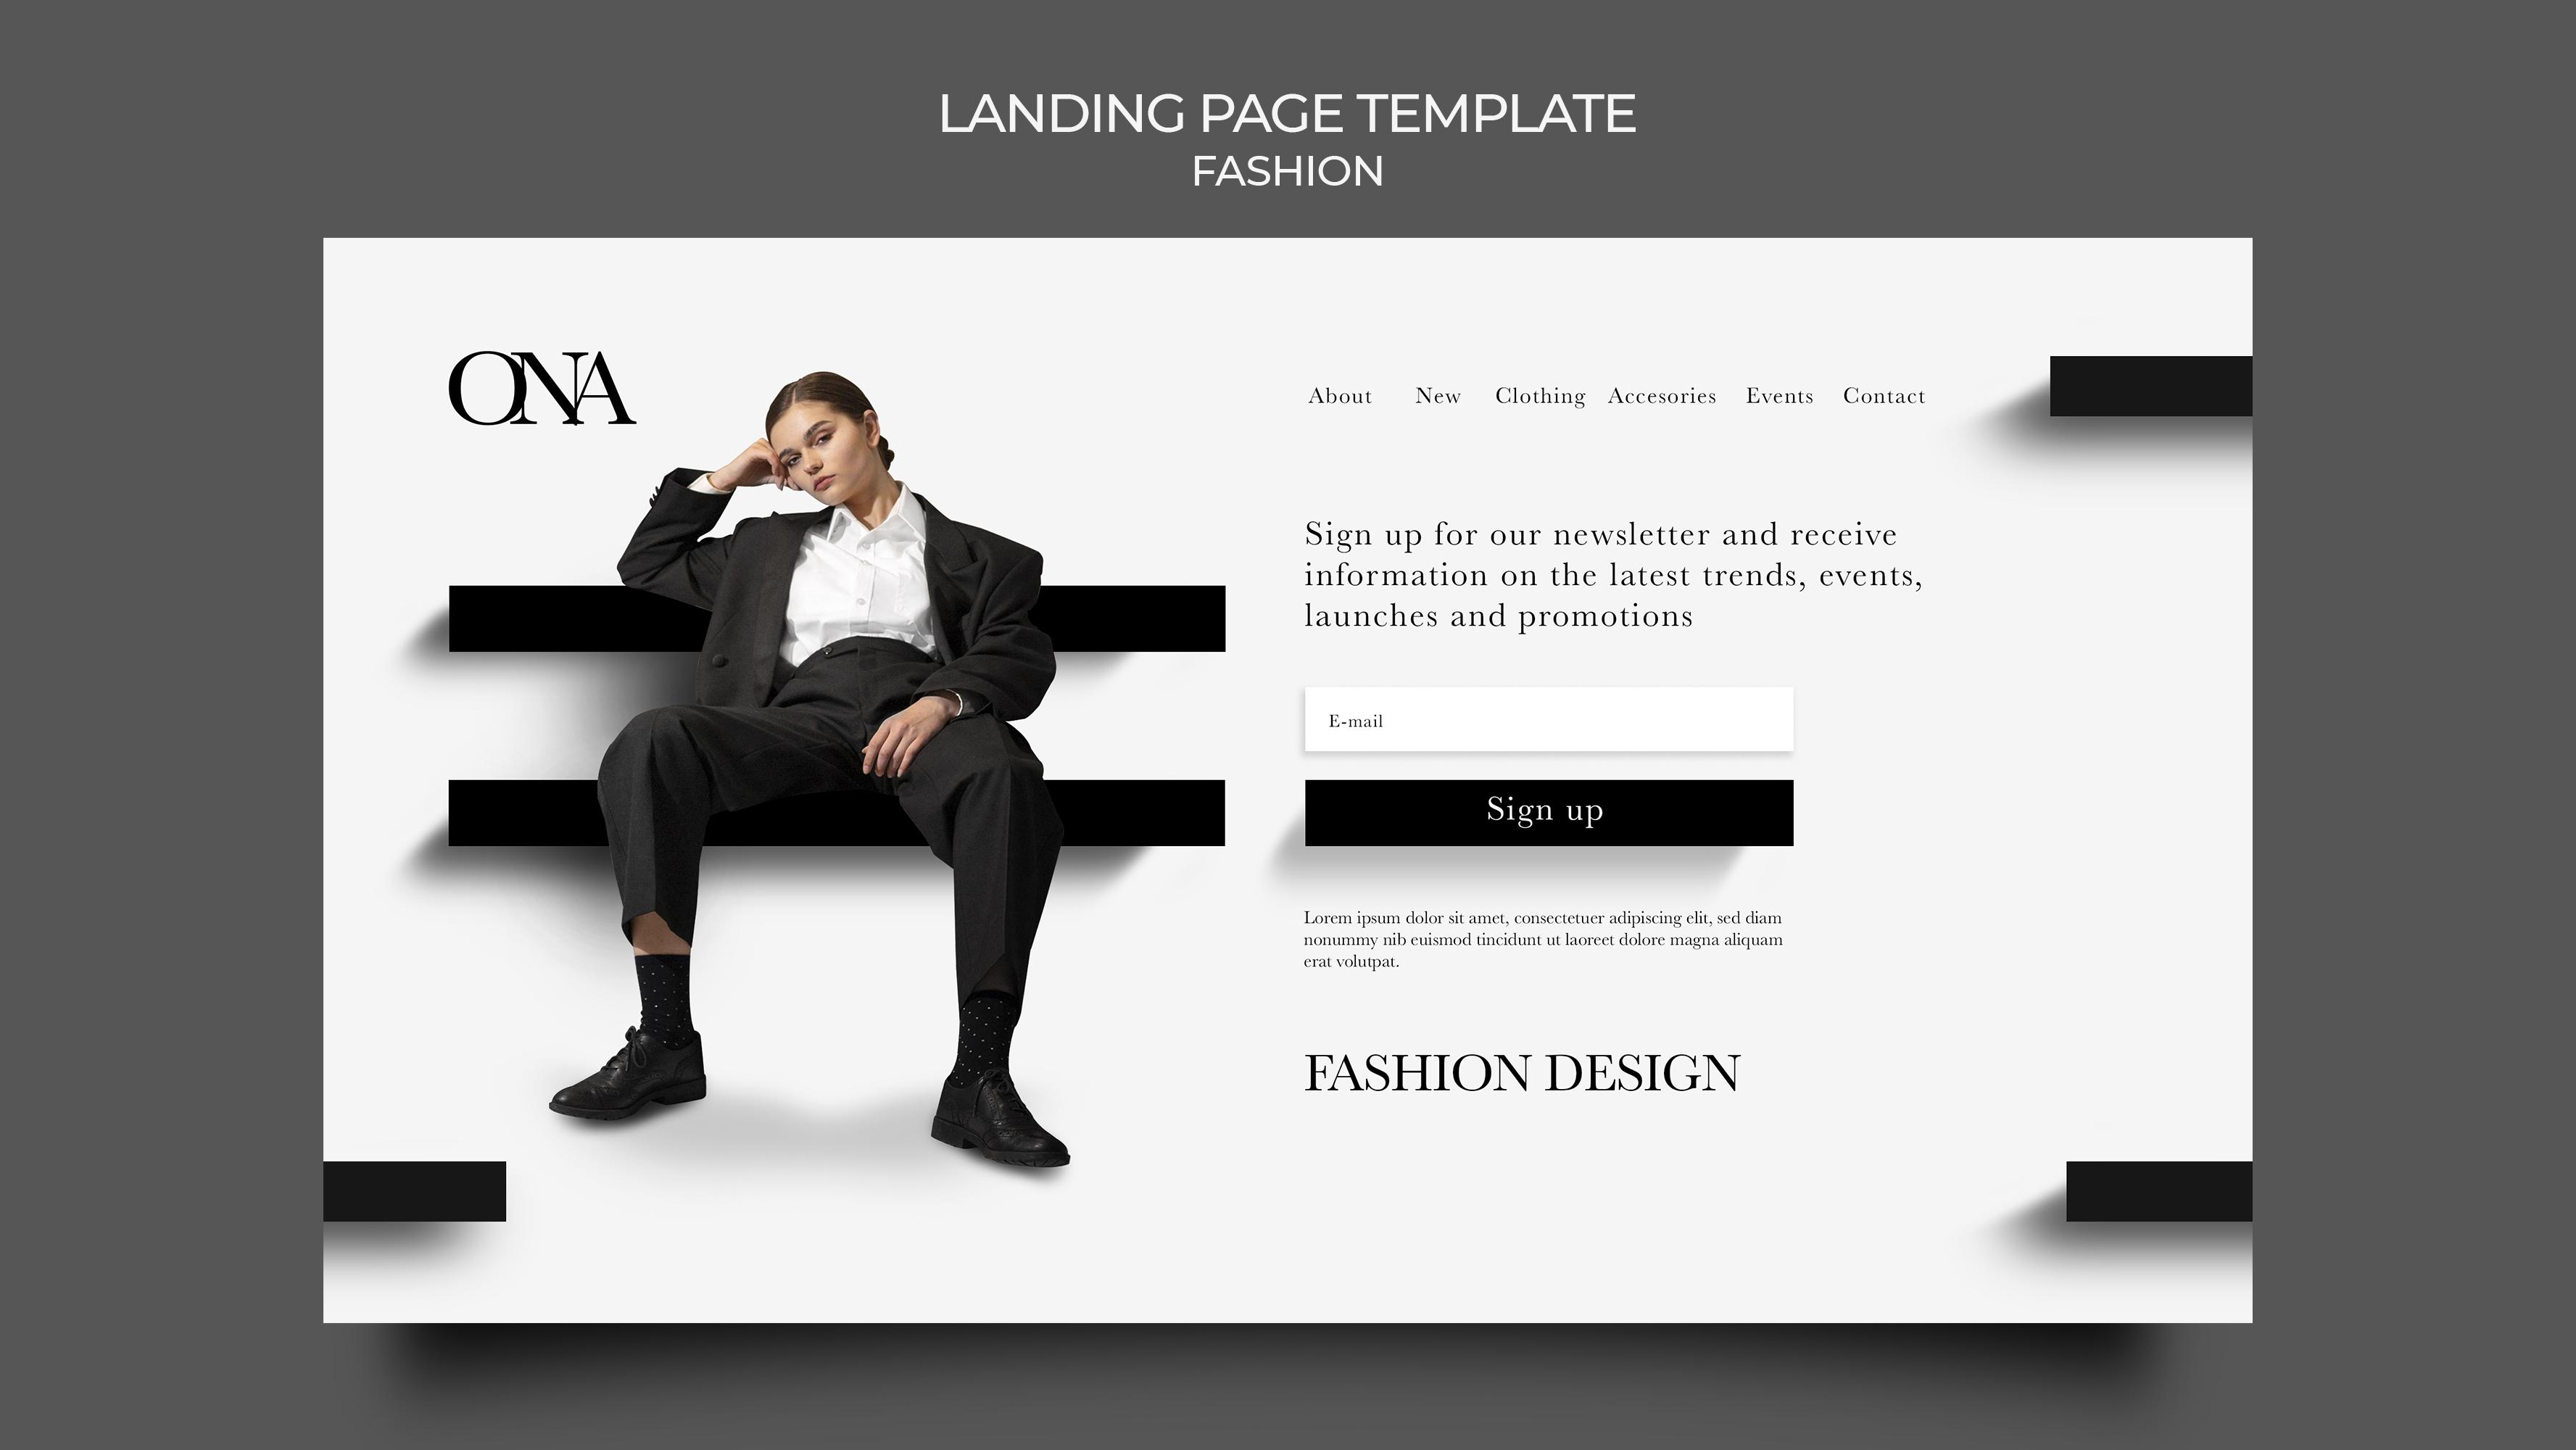 LANDING PAGE TEMPLATE
FASHION
ONA
About New Clothing Accesories Events Contact
Sign up for our newsletter and receive
information on the latest trends, events,
launches and promotions
E-mail
Sign up
Lorem ipsum dolor sit amet, consectetuer adipiscing elit, sed diam
nonummy nib euismod tincidunt ut laoreet dolore magna aliquam
erat volutpat.
FASHION DESIGN